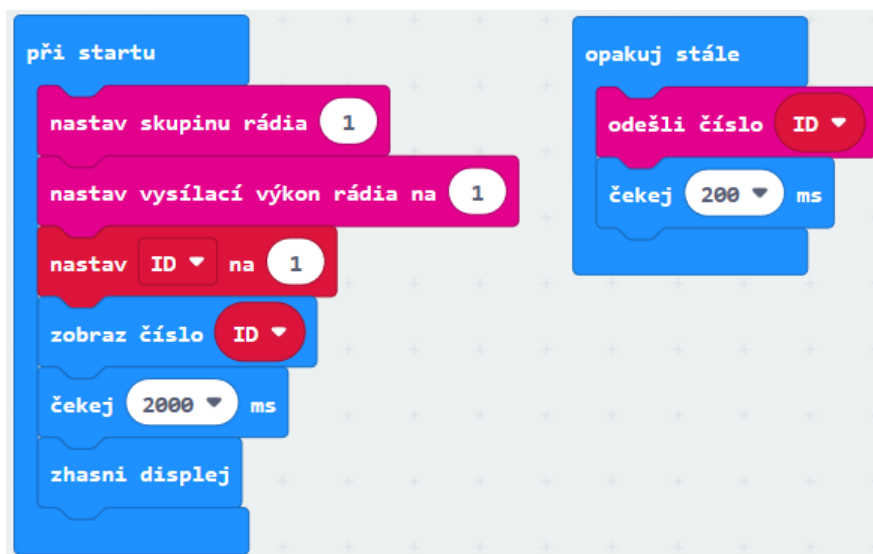 při startu
nastav skupinu rádia 1
nastav vysílací výkon rádia na 1
nastav ID na 1
zobraz číslo ID
čekej 2000 ms
zhasni displej
opakuj stále
odešli číslo ID
čekej 200 ms